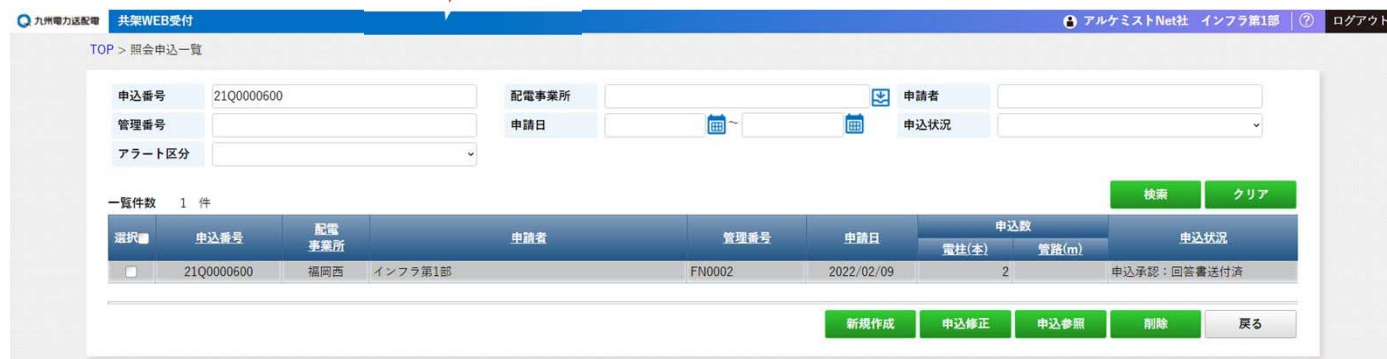 九州電力送配電 共架WEB受付 アルケミストNet社 インフラ第1部 ? ログアウト
TOP > 照会申込一覧
申込番号 21Q0000600 配電事業所 申請者
管理番号 申請日 ~ 申込状況
アラート区分
検索 クリア
一覧件数 1 件
選択 申込番号 配電事業所 申請者 管理番号 申請日 申込数 申込状況
電柱(本) 管路(m)
21Q0000600 福岡西 インフラ第1部 FN0002 2022/02/09 2 申込承認：回答書送付済
新規作成 申込修正 申込参照 削除 戻る